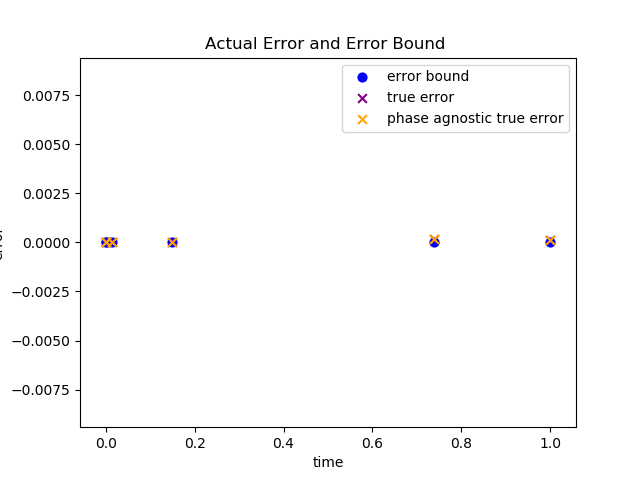 Actual Error and Error Bound
error bound
true error
phase agnostic true error
0.0075
0.0050
0.0025
0.0000
−0.0025
−0.0050
−0.0075
0.0
0.2
0.4
0.6
0.8
1.0
time